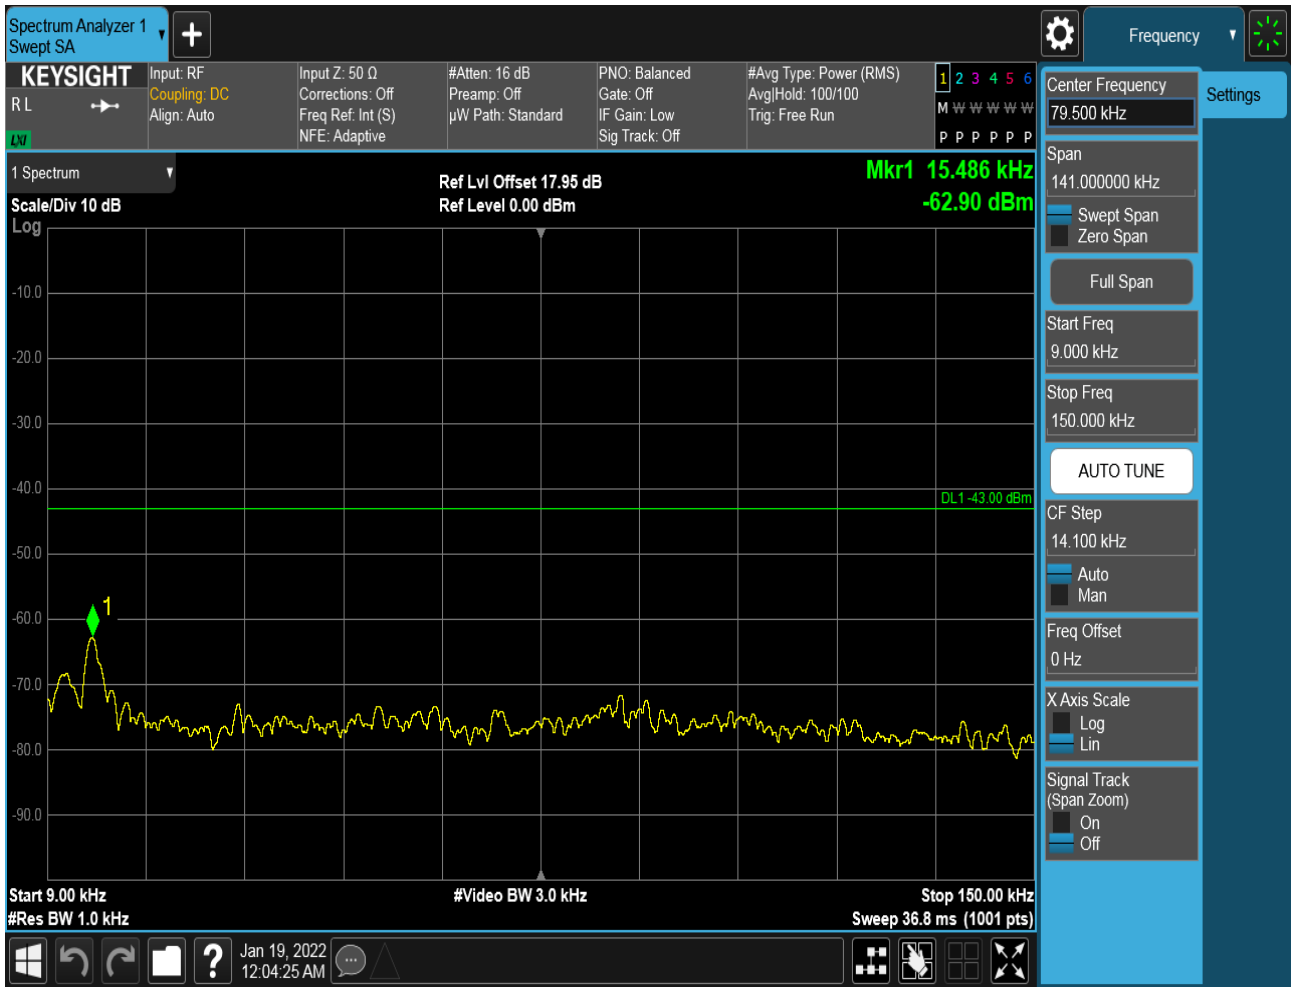 Spectrum Analyzer 1
Swept SA
Frequency
KEYSIGHT
R L
LXI
Input: RF
Coupling: DC
Align: Auto
Input Z: 50 Ω
Corrections: Off
Freq Ref: Int (S)
NFE: Adaptive
#Atten: 16 dB
Preamp: Off
µW Path: Standard
PNO: Balanced
Gate: Off
IF Gain: Low
Sig Track: Off
#Avg Type: Power (RMS)
Avg|Hold: 100/100
Trig: Free Run
1 2 3 4 5 6
M W W W W W
P P P P P P
1 Spectrum
Scale/Div 10 dB
Log
Ref Lvl Offset 17.95 dB
Ref Level 0.00 dBm
Mkr1 15.486 kHz
-62.90 dBm
-10.0
-20.0
-30.0
-40.0
DL1 -43.00 dBm
-50.0
1
-60.0
-70.0
-80.0
-90.0
Start 9.00 kHz
#Res BW 1.0 kHz
#Video BW 3.0 kHz
Stop 150.00 kHz
Sweep 36.8 ms (1001 pts)
?
Jan 19, 2022
12:04:25 AM
Center Frequency
79.500 kHz
Settings
Span
141.000000 kHz
Swept Span
Zero Span
Full Span
Start Freq
9.000 kHz
Stop Freq
150.000 kHz
AUTO TUNE
CF Step
14.100 kHz
Auto
Man
Freq Offset
0 Hz
X Axis Scale
Log
Lin
Signal Track
(Span Zoom)
On
Off